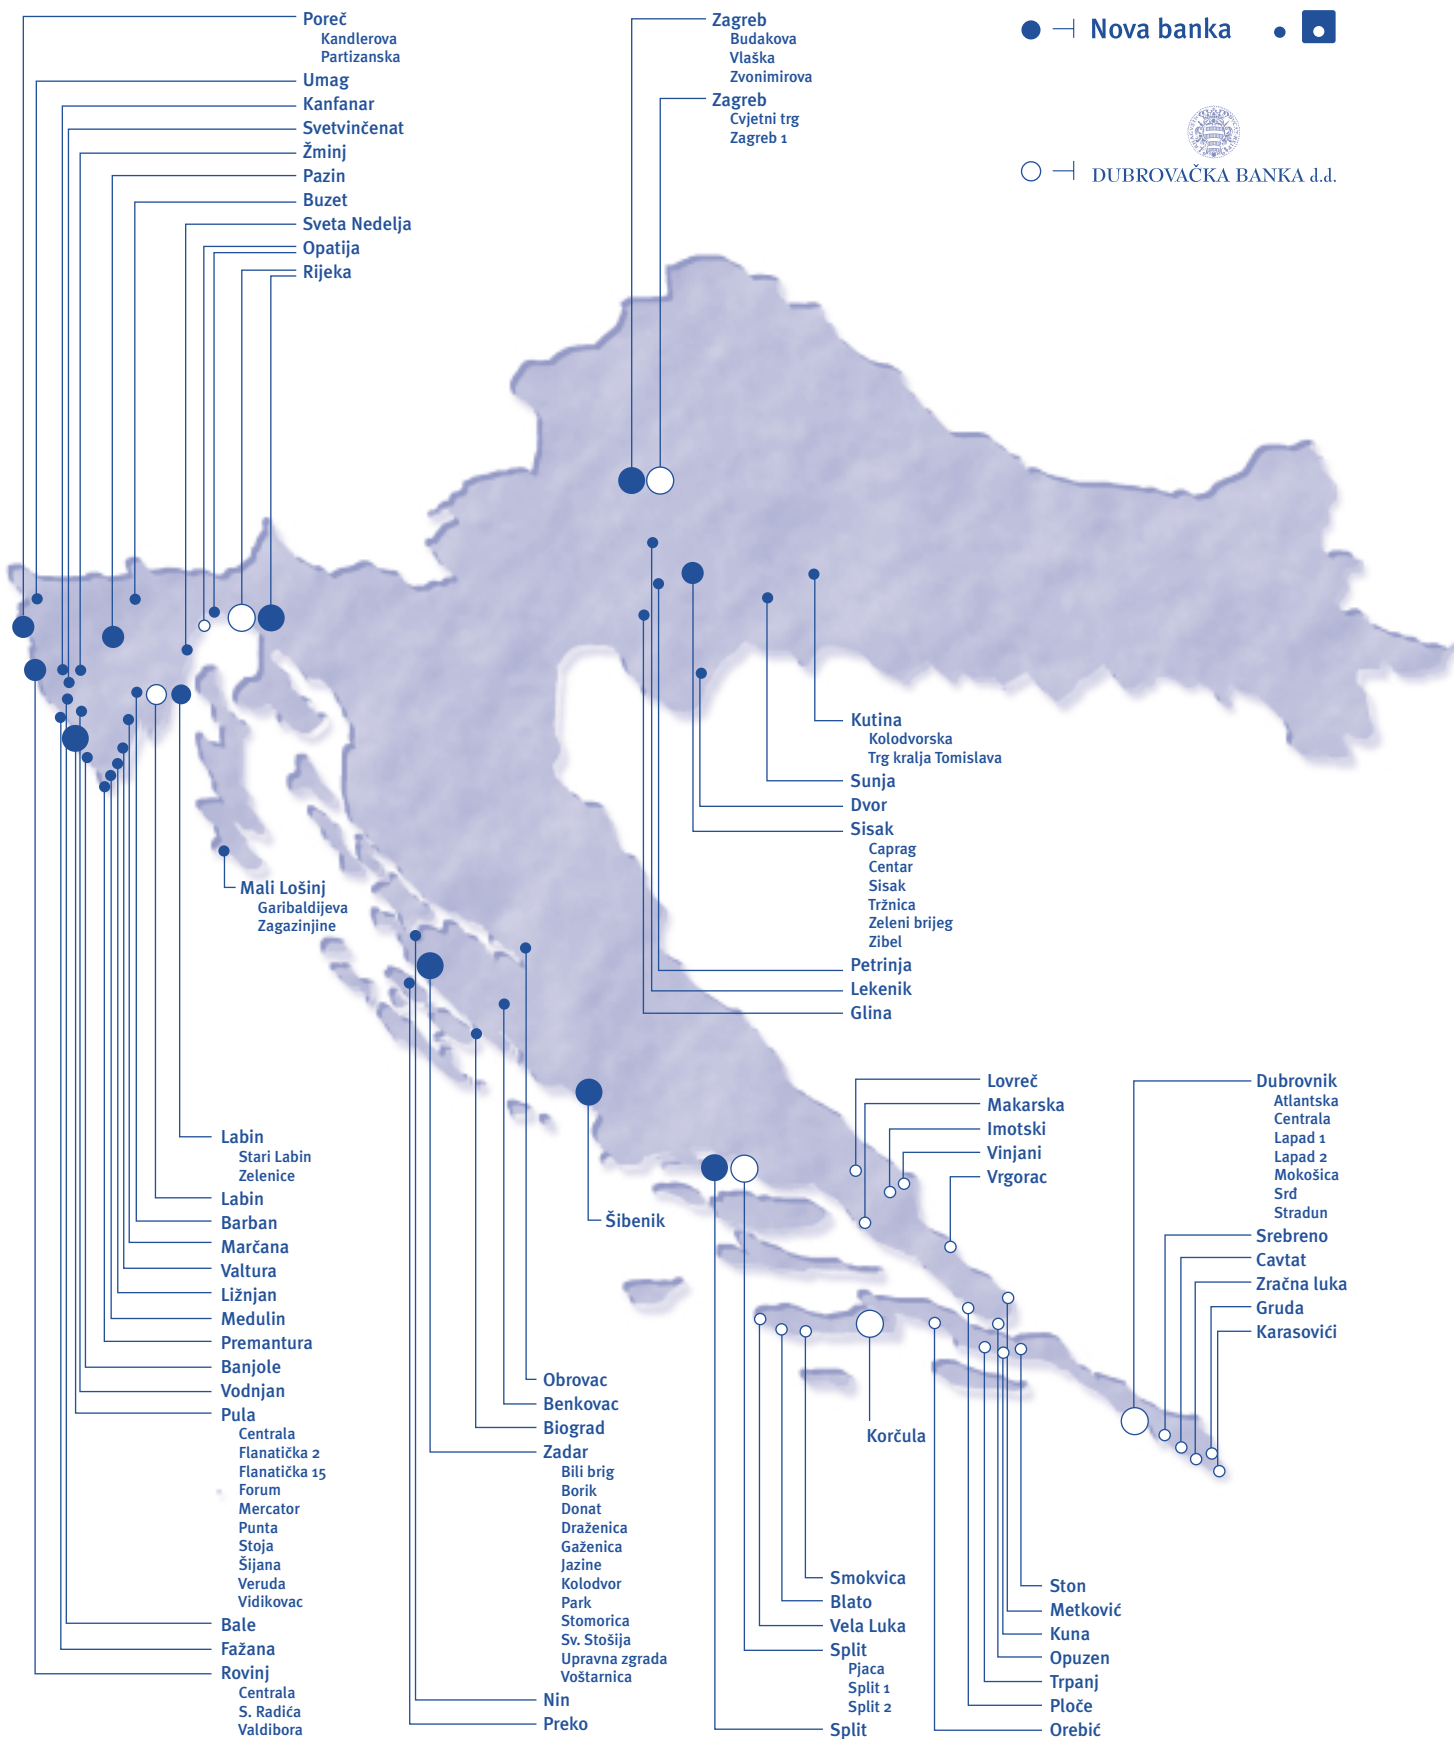 Poreč
Kandlerova
Partizanska
Umag
Kanfanar
Svetvinčenat
Žminj
Pazin
Buzet
Sveta Nedelja
Opatija
Rijeka
Zagreb
Budakova
Vlaška
Zvonimirova
Zagreb
Cvjetni trg
Zagreb 1
Nova banka
DUBROVAČKA BANKA d.d.
Kutina
Kolodvorska
Trg kralja Tomislava
Sunja
Dvor
Sisak
Caprag
Centar
Sisak
Tržnica
Zeleni brijeg
Zibel
Petrinja
Lekenik
Glina
Mali Lošinj
Garibaldijeva
Zagazinjine
Labin
Stari Labin
Zelenice
Labin
Barban
Marčana
Valtura
Ližnjan
Medulin
Premantura
Banjole
Vodnjan
Pula
Centrala
Flanatička 2
Flanatička 15
Forum
Mercator
Punta
Stoja
Šijana
Veruda
Vidikovac
Bale
Fažana
Rovinj
Centrala
S. Radića
Valdibora
Šibenik
Obrovac
Benkovac
Biograd
Zadar
Bili brig
Borik
Donat
Draženica
Gaženica
Jazine
Kolodvor
Park
Stomorica
Sv. Stošija
Upravna zgrada
Voštarnica
Nin
Preko
Lovreč
Makarska
Imotski
Vinjani
Vrgorac
Korčula
Smokvica
Blato
Vela Luka
Split
Pjaca
Split 1
Split 2
Split
Dubrovnik
Atlantska
Centrala
Lapad 1
Lapad 2
Mokošica
Srđ
Stradun
Srebreno
Cavtat
Zračna luka
Gruda
Karasovići
Ston
Metković
Kuna
Opuzen
Trpanj
Ploče
Orebić